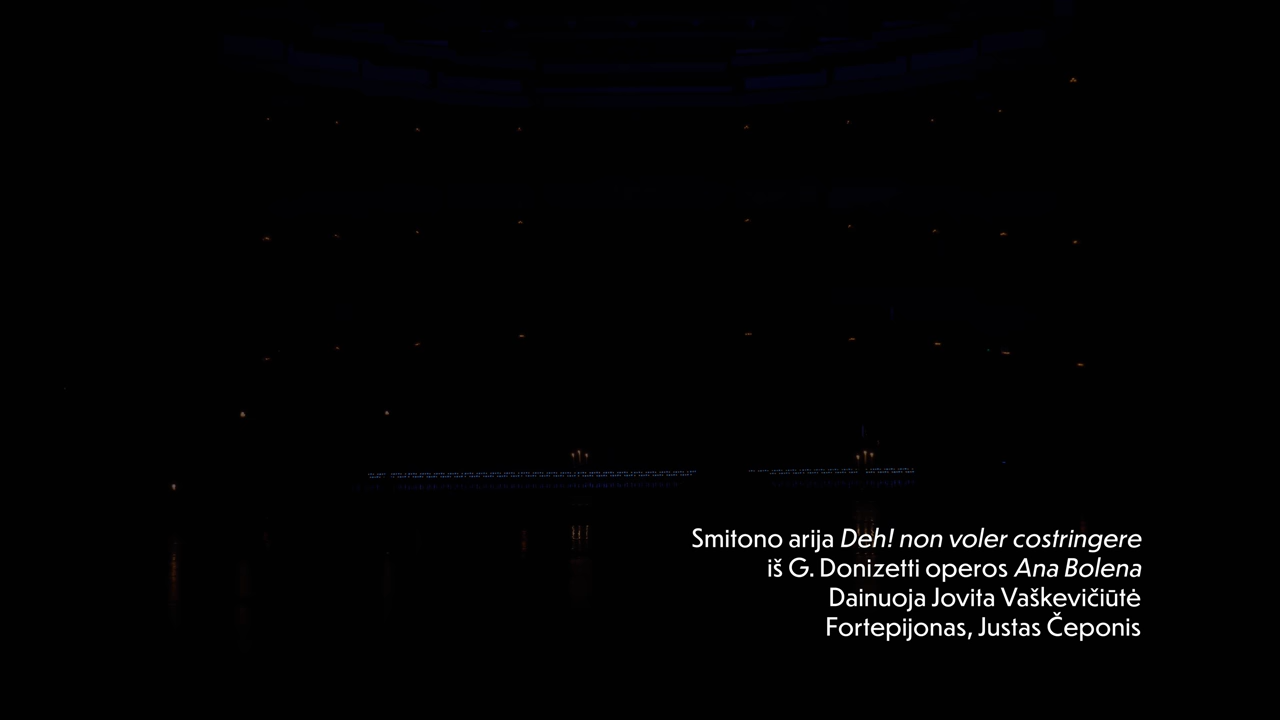 Smitono arija Deh! non voler costringere
iš G. Donizetti operos Ana Bolena
Dainuoja Jovita Vaškevičiūtė
Fortepijonas, Justas Čeponis